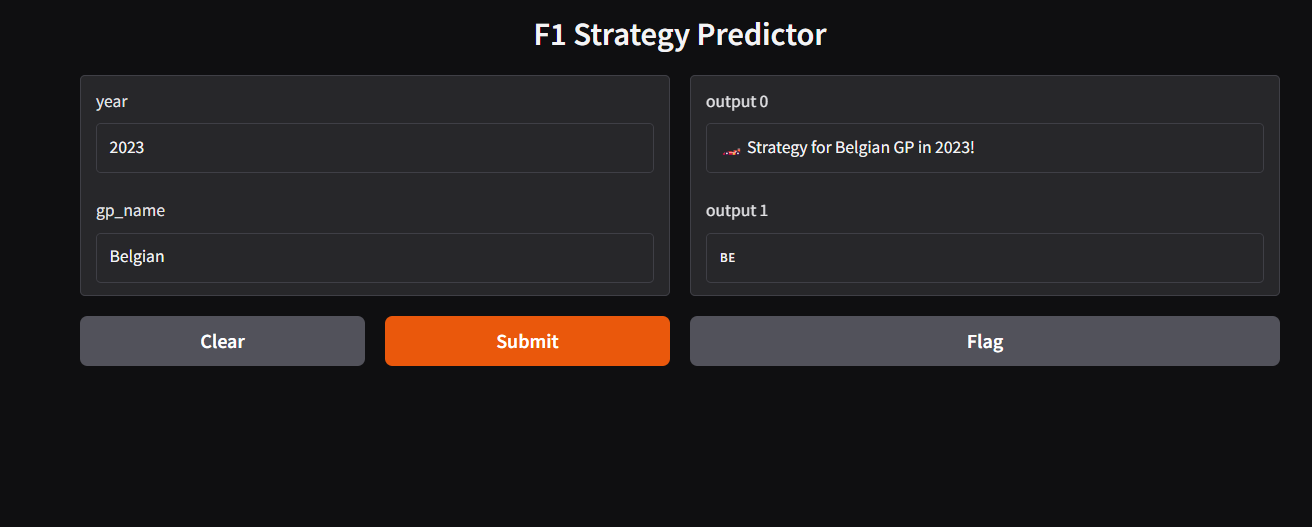 F1 Strategy Predictor
year
2023
gp_name
Belgian
output 0
🏎️ Strategy for Belgian GP in 2023!
output 1
BE
Clear
Submit
Flag